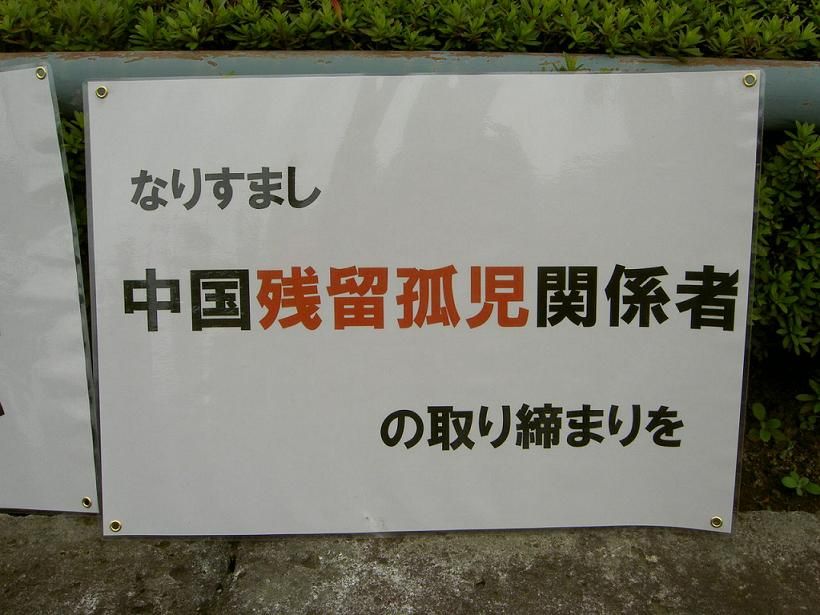 なりすまし
中国残留孤児関係者
の取り締まりを